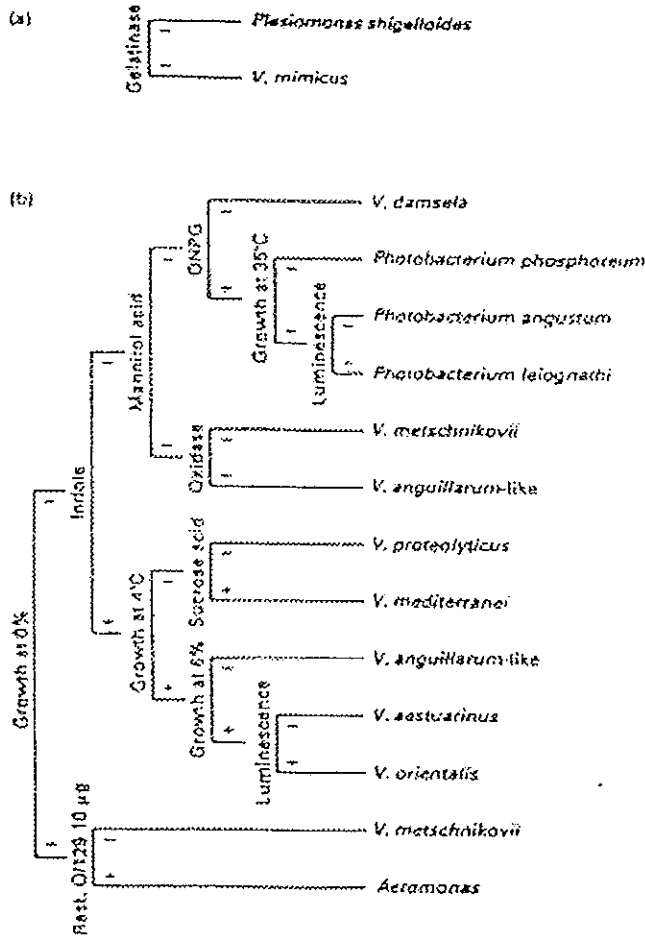 (a)
Gelatinase
Plesiomonas shigelloides
V. mimicus
(b)
Growth at 0%
Indole
Mannitol acid
ONPG
V. damsela
Growth at 35°C
Photobacterium phosphoreum
Luminescence
Photobacterium angustum
Photobacterium leiognathi
Oxidase
V. metschnikovii
V. anguillarum-like
Growth at 4°C
Sucrose acid
V. proteolyticus
+
V. mediterranei
+
Growth at 6%
V. anguillarum-like
+
Luminescence
V. aestuarinus
+
V. orientalis
Rest. O/129 10 µg
V. metschnikovii
+
Aeromonas